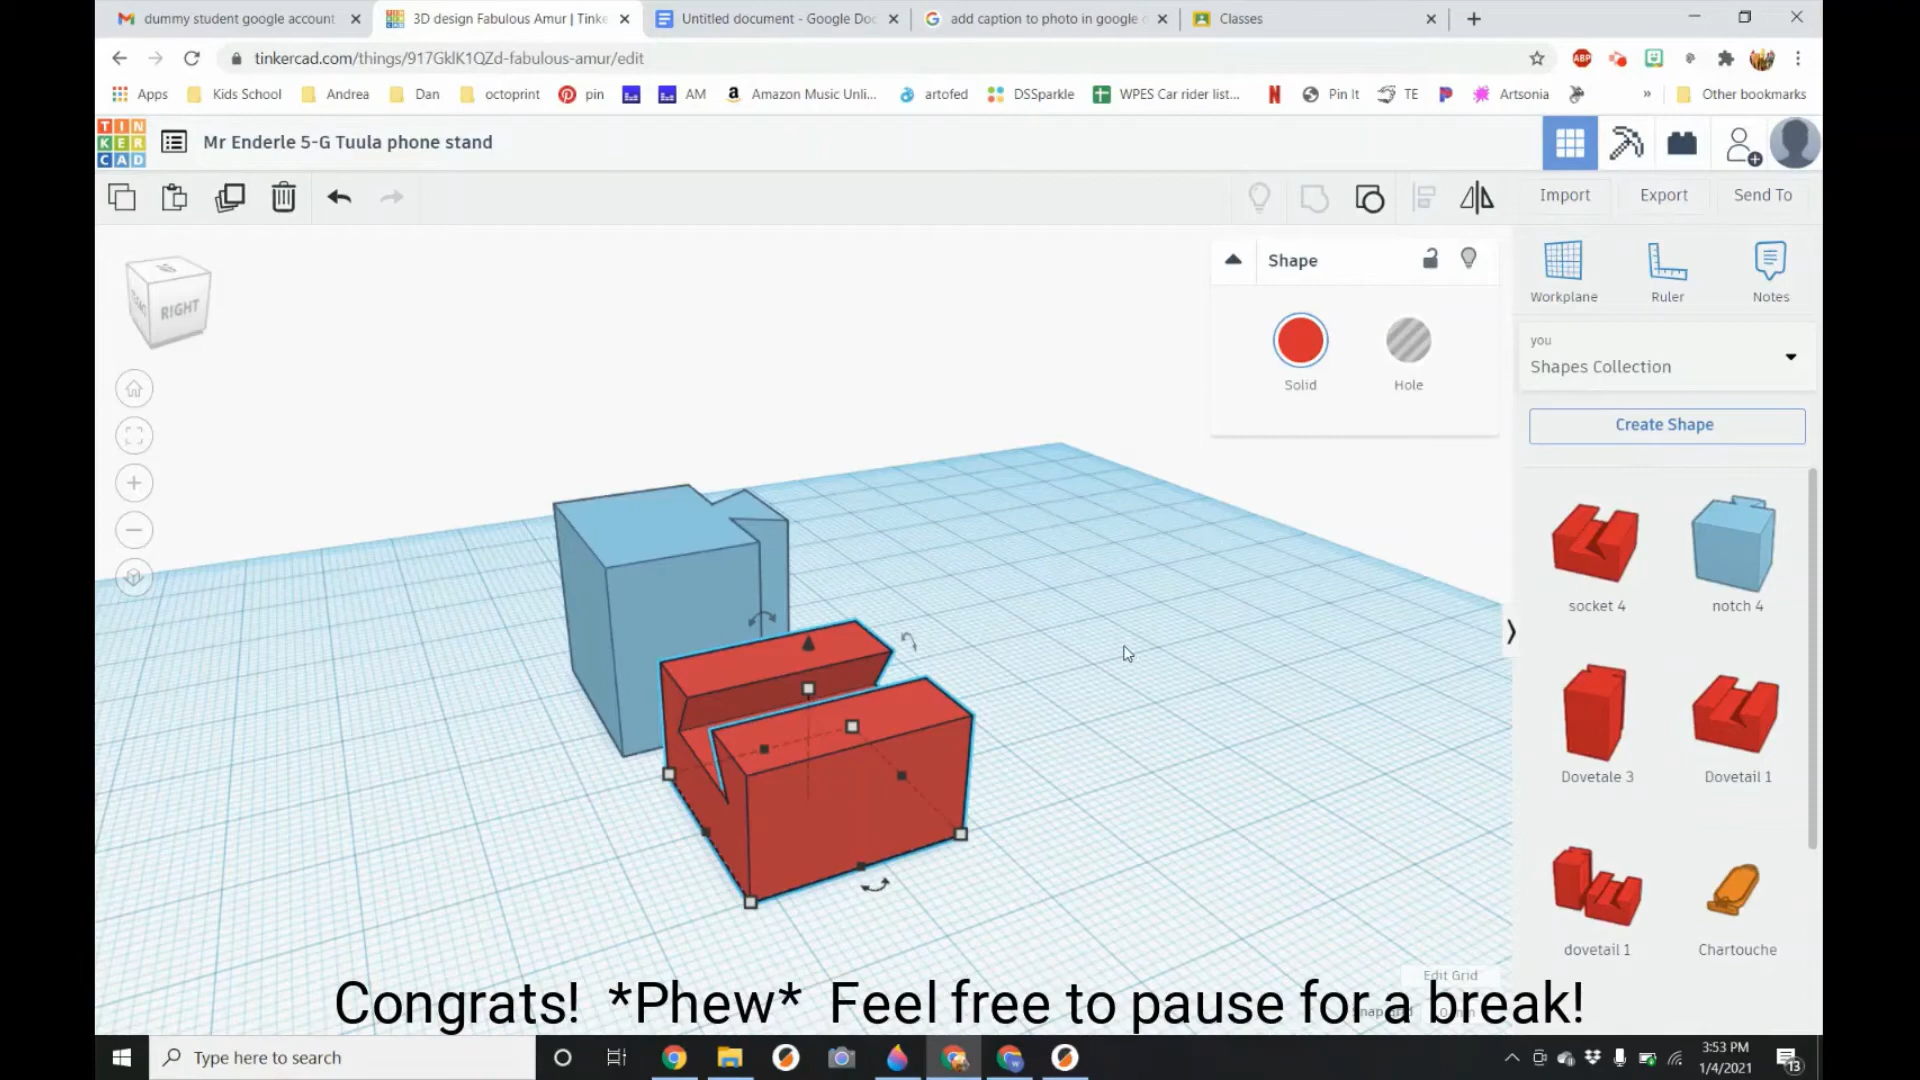 dummy student google account
3D design Fabulous Amur | Tinke
Untitled document - Google Doc
add caption to photo in google
Classes
tinkercad.com/things/917GklK1QZd-fabulous-amur/edit
ABP
Apps
Kids School
Andrea
Dan
octoprint
pin
AM
Amazon Music Unli...
artofed
DSSparkle
WPES Car rider list...
Pin It
TE
Artsonia
»
Other bookmarks
TIN
KER
CAD
Mr Enderle 5-G Tuula phone stand
Import
Export
Send To
RIGHT
Shape
Solid
Hole
Workplane
Ruler
Notes
you
Shapes Collection
Create Shape
socket 4
notch 4
Dovetale 3
Dovetail 1
dovetail 1
Chartouche
Edit Grid
Congrats! *Phew* Feel free to pause for a break!
Type here to search
3:53 PM
1/4/2021
13